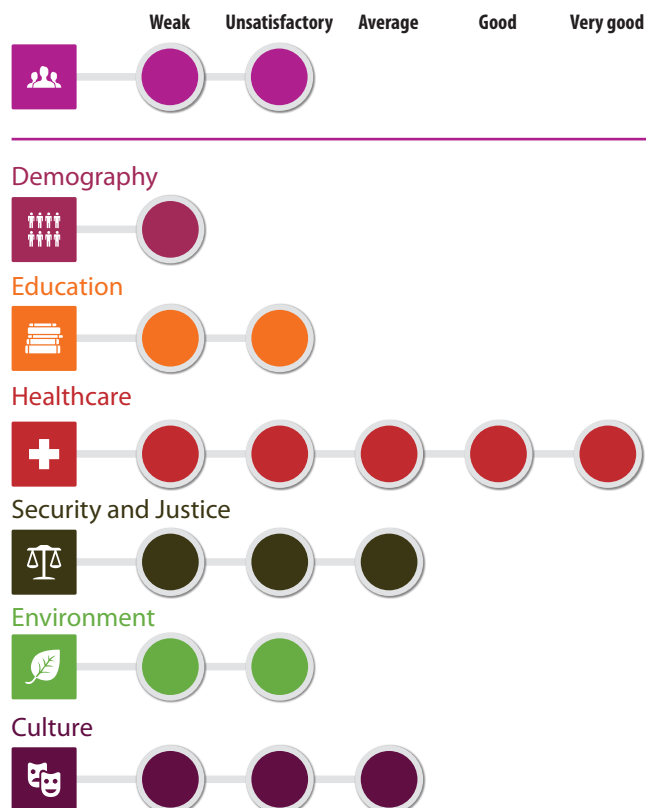 Weak Unsatisfactory Average Good Very good
Demography
Education
Healthcare
Security and Justice
Environment
Culture